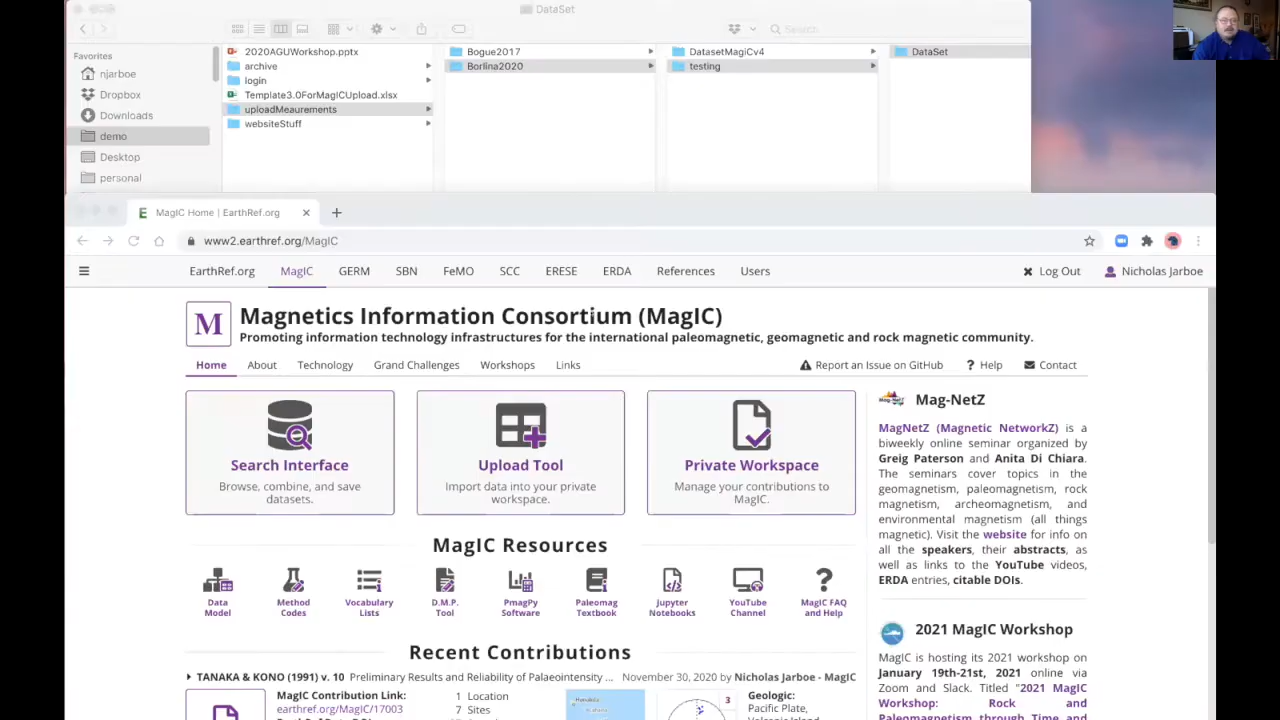 DataSet
Search
Favorites
njarboe
Dropbox
Downloads
demo
Desktop
personal
2020AGUWorkshop.pptx
archive
login
Template3.0ForMagICUpload.xlsx
uploadMeaurements
websiteStuff
Bogue2017
Borlina2020
DatasetMagiCv4
testing
DataSet
MagIC Home | EarthRef.org
www2.earthref.org/MagIC
EarthRef.org MagIC GERM SBN FeMO SCC ERESE ERDA References Users Log Out Nicholas Jarboe
M
Magnetics Information Consortium (MagIC)
Promoting information technology infrastructures for the international paleomagnetic, geomagnetic and rock magnetic community.
Home About Technology Grand Challenges Workshops Links Report an Issue on GitHub ? Help Contact
Search Interface
Browse, combine, and save
datasets.
Upload Tool
Import data into your private
workspace.
Private Workspace
Manage your contributions to
MagIC.
MagIC Resources
Data
Model
Method
Codes
Vocabulary
Lists
D.M.P.
Tool
PmagPy
Software
Paleomag
Textbook
Jupyter
Notebooks
YouTube
Channel
MagIC FAQ
and Help
Recent Contributions
TANAKA & KONO (1991) v. 10 Preliminary Results and Reliability of Palaeointensity ... November 30, 2020 by Nicholas Jarboe - MagIC
MagIC Contribution Link:
earthref.org/MagIC/17003
1 Location
7 Sites
3
Geologic:
Pacific Plate,
Mag-NetZ
MagNetZ (Magnetic NetworkZ) is a
biweekly online seminar organized by
Greig Paterson and Anita Di Chiara.
The seminars cover topics in the
geomagnetism, paleomagnetism, rock
magnetism, archeomagnetism, and
environmental magnetism (all things
magnetic). Visit the website for info on
all the speakers, their abstracts, as
well as links to the YouTube videos,
ERDA entries, citable DOIs.
2021 MagIC Workshop
MagIC is hosting its 2021 workshop on
January 19th-21st, 2021 online via
Zoom and Slack. Titled "2021 MagIC
Workshop: Rock and
Paleomagnetism through Time and